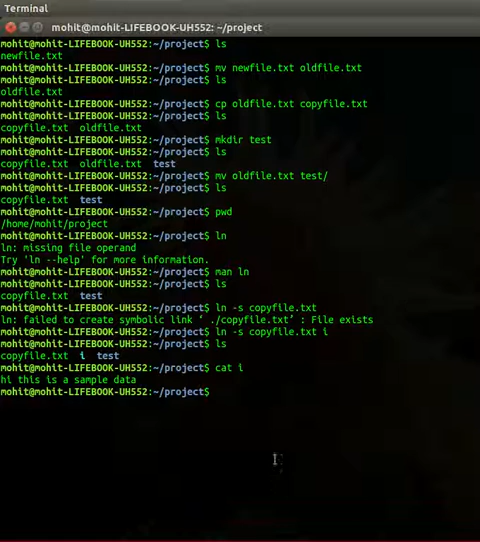 Terminal
mohit@mohit-LIFEBOOK-UH552: ~/project
mohit@mohit-LIFEBOOK-UH552:~/project$ ls
newfile.txt
mohit@mohit-LIFEBOOK-UH552:~/project$ mv newfile.txt oldfile.txt
mohit@mohit-LIFEBOOK-UH552:~/project$ ls
oldfile.txt
mohit@mohit-LIFEBOOK-UH552:~/project$ cp oldfile.txt copyfile.txt
mohit@mohit-LIFEBOOK-UH552:~/project$ ls
copyfile.txt  oldfile.txt
mohit@mohit-LIFEBOOK-UH552:~/project$ mkdir test
mohit@mohit-LIFEBOOK-UH552:~/project$ ls
copyfile.txt  oldfile.txt  test
mohit@mohit-LIFEBOOK-UH552:~/project$ mv oldfile.txt test/
mohit@mohit-LIFEBOOK-UH552:~/project$ ls
copyfile.txt  test
mohit@mohit-LIFEBOOK-UH552:~/project$ pwd
/home/mohit/project
mohit@mohit-LIFEBOOK-UH552:~/project$ ln
ln: missing file operand
Try 'ln --help' for more information.
mohit@mohit-LIFEBOOK-UH552:~/project$ man ln
mohit@mohit-LIFEBOOK-UH552:~/project$ ls
copyfile.txt  test
mohit@mohit-LIFEBOOK-UH552:~/project$ ln -s copyfile.txt
ln: failed to create symbolic link ‘ ./copyfile.txt’ : File exists
mohit@mohit-LIFEBOOK-UH552:~/project$ ln -s copyfile.txt i
mohit@mohit-LIFEBOOK-UH552:~/project$ ls
copyfile.txt  i  test
mohit@mohit-LIFEBOOK-UH552:~/project$ cat i
hi this is a sample data
mohit@mohit-LIFEBOOK-UH552:~/project$